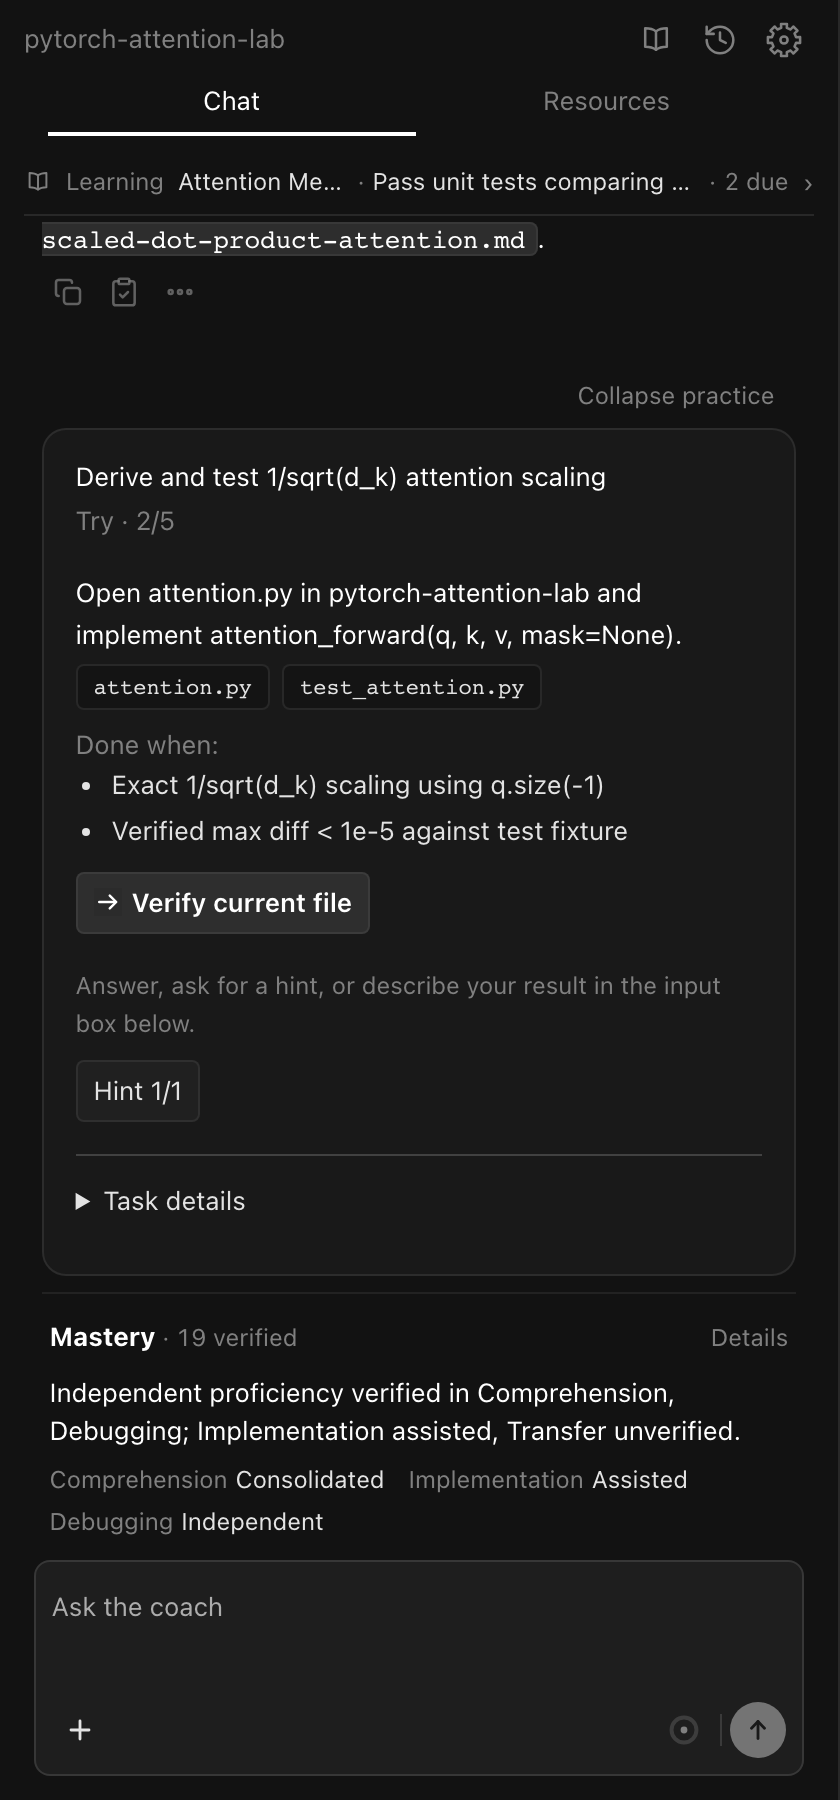 pytorch-attention-lab
Chat
Resources
Learning Attention Me... · Pass unit tests comparing ... · 2 due ›
scaled-dot-product-attention.md .
Collapse practice
Derive and test 1/sqrt(d_k) attention scaling
Try · 2/5
Open attention.py in pytorch-attention-lab and
implement attention_forward(q, k, v, mask=None).
attention.py test_attention.py
Done when:
• Exact 1/sqrt(d_k) scaling using q.size(-1)
• Verified max diff < 1e-5 against test fixture
→ Verify current file
Answer, ask for a hint, or describe your result in the input
box below.
Hint 1/1
▶ Task details
Mastery · 19 verified
Details
Independent proficiency verified in Comprehension,
Debugging; Implementation assisted, Transfer unverified.
Comprehension Consolidated Implementation Assisted
Debugging Independent
Ask the coach